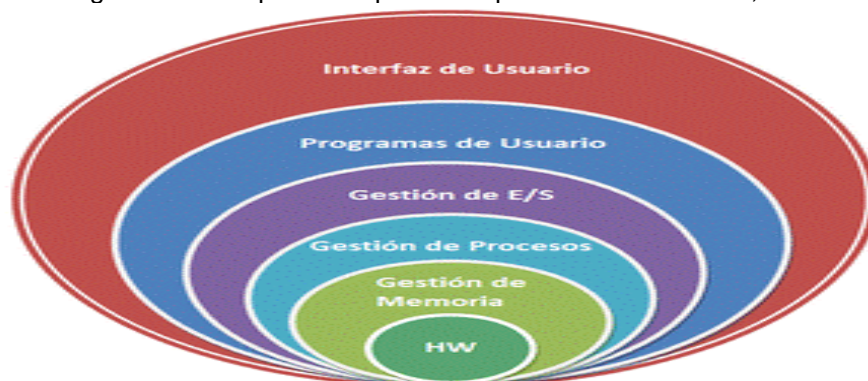 Interfaz de Usuario
Programas de Usuario
Gestión de E/S
Gestión de Procesos
Gestión de
Memoria
HW